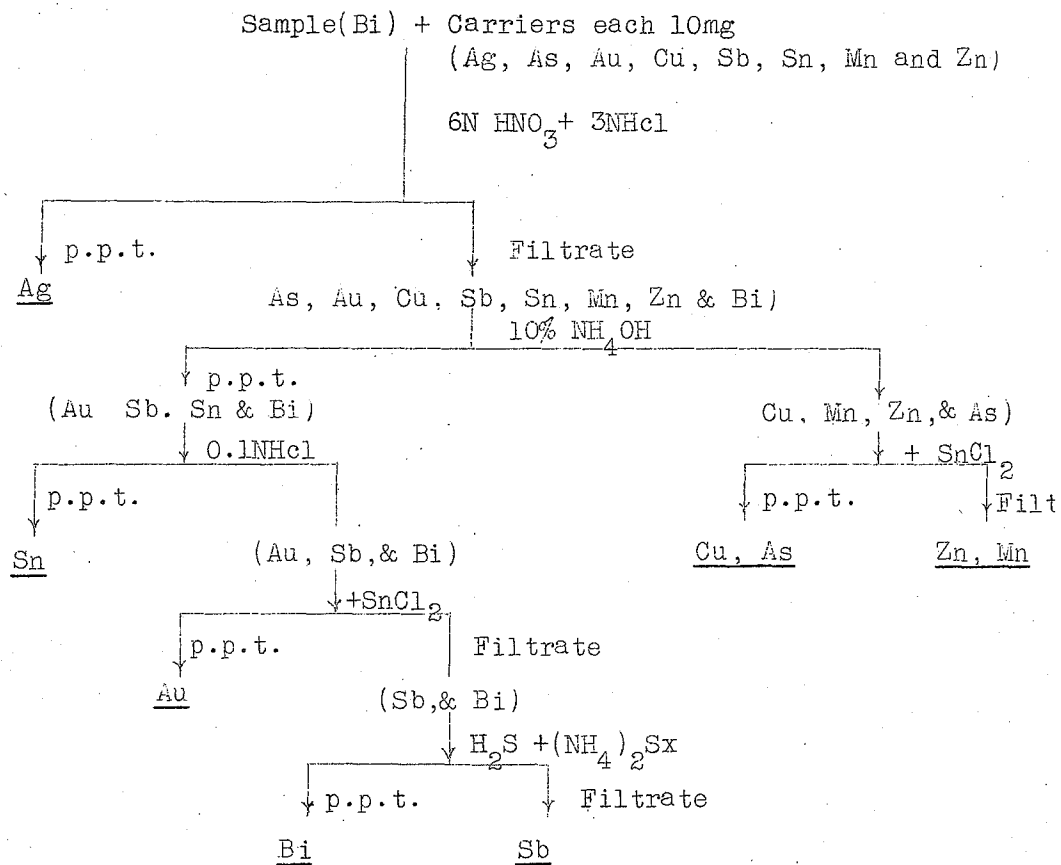 Sample(Bi) + Carriers each 10mg
(Ag, As, Au, Cu, Sb, Sn, Mn and Zn)
6N HNO3+ 3NHcl
p.p.t.
Filtrate
Ag
As, Au, Cu, Sb, Sn, Mn, Zn & Bi)
10% NH4OH
p.p.t.
(Au Sb. Sn & Bi)
Cu, Mn, Zn,& As)
0.1NHcl
+ SnCl2
p.p.t.
p.p.t.
Filt
Sn
(Au, Sb,& Bi)
Cu, As
Zn, Mn
+SnCl2
p.p.t.
Filtrate
Au
(Sb,& Bi)
H2S +(NH4)2Sx
p.p.t.
Filtrate
Bi
Sb